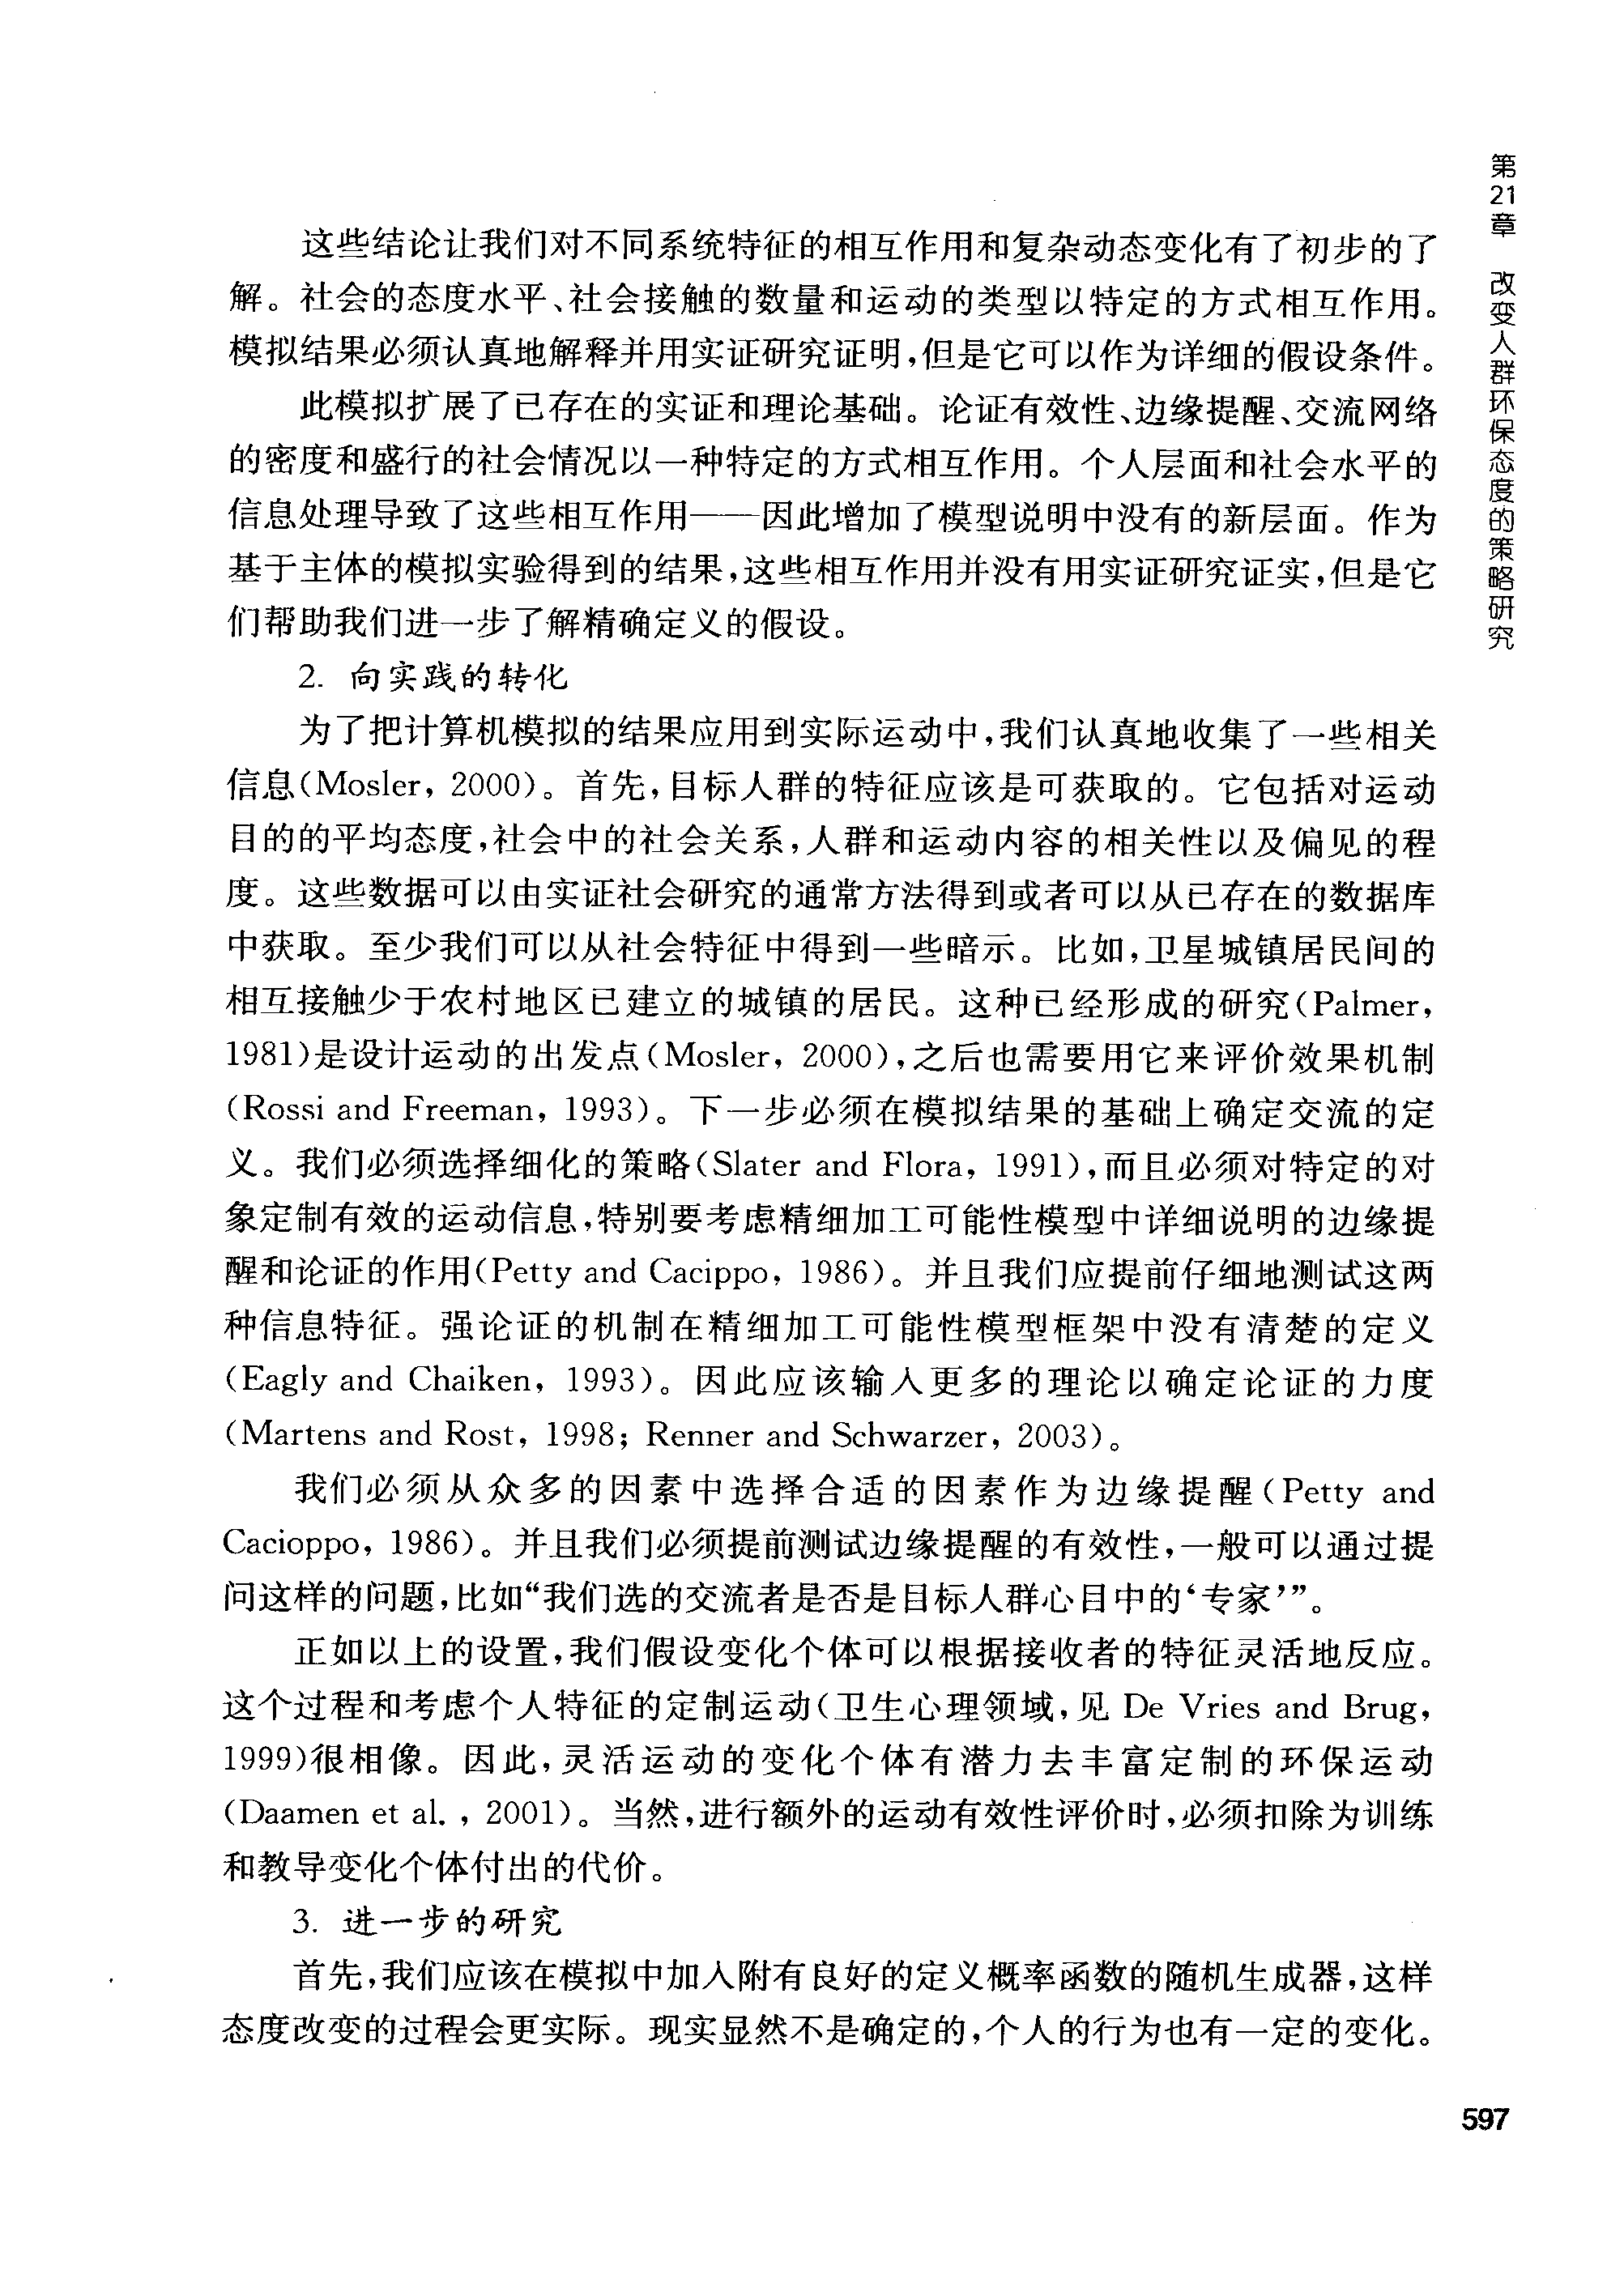 第21章 改变人群环保态度的策略研究
这些结论让我们对不同系统特征的相互作用和复杂动态变化有了初步的了
解。社会的态度水平、社会接触的数量和运动的类型以特定的方式相互作用。
模拟结果必须认真地解释并用实证研究证明,但是它可以作为详细的假设条件。
此模拟扩展了已存在的实证和理论基础。论证有效性、边缘提醒、交流网络
的密度和盛行的社会情况以一种特定的方式相互作用。个人层面和社会水平的
信息处理导致了这些相互作用——因此增加了模型说明中没有的新层面。作为
基于主体的模拟实验得到的结果,这些相互作用并没有用实证研究证实,但是它
们帮助我们进一步了解精确定义的假设。
2. 向实践的转化
为了把计算机模拟的结果应用到实际运动中,我们认真地收集了一些相关
信息(Mosler, 2000)。首先,目标人群的特征应该是可获取的。它包括对运动
目的的平均态度,社会中的社会关系,人群和运动内容的相关性以及偏见的程
度。这些数据可以由实证社会研究的通常方法得到或者可以从已存在的数据库
中获取。至少我们可以从社会特征中得到一些暗示。比如,卫星城镇居民间的
相互接触少于农村地区已建立的城镇的居民。这种已经形成的研究(Palmer,
1981)是设计运动的出发点(Mosler, 2000),之后也需要用它来评价效果机制
(Rossi and Freeman, 1993)。下一步必须在模拟结果的基础上确定交流的定
义。我们必须选择细化的策略(Slater and Flora, 1991),而且必须对特定的对
象定制有效的运动信息,特别要考虑精细加工可能性模型中详细说明的边缘提
醒和论证的作用(Petty and Cacippo, 1986)。并且我们应提前仔细地测试这两
种信息特征。强论证的机制在精细加工可能性模型框架中没有清楚的定义
(Eagly and Chaiken, 1993)。因此应该输入更多的理论以确定论证的力度
(Martens and Rost, 1998; Renner and Schwarzer, 2003)。
我们必须从众多的因素中选择合适的因素作为边缘提醒(Petty and
Cacioppo, 1986)。并且我们必须提前测试边缘提醒的有效性,一般可以通过提
问这样的问题,比如“我们选的交流者是否是目标人群心目中的‘专家’”。
正如以上的设置,我们假设变化个体可以根据接收者的特征灵活地反应。
这个过程和考虑个人特征的定制运动(卫生心理领域,见 De Vries and Brug,
1999)很相像。因此,灵活运动的变化个体有潜力去丰富定制的环保运动
(Daamen et al. , 2001)。当然,进行额外的运动有效性评价时,必须扣除为训练
和教导变化个体付出的代价。
3. 进一步的研究
首先,我们应该在模拟中加入附有良好的定义概率函数的随机生成器,这样
态度改变的过程会更实际。现实显然不是确定的,个人的行为也有一定的变化。
597